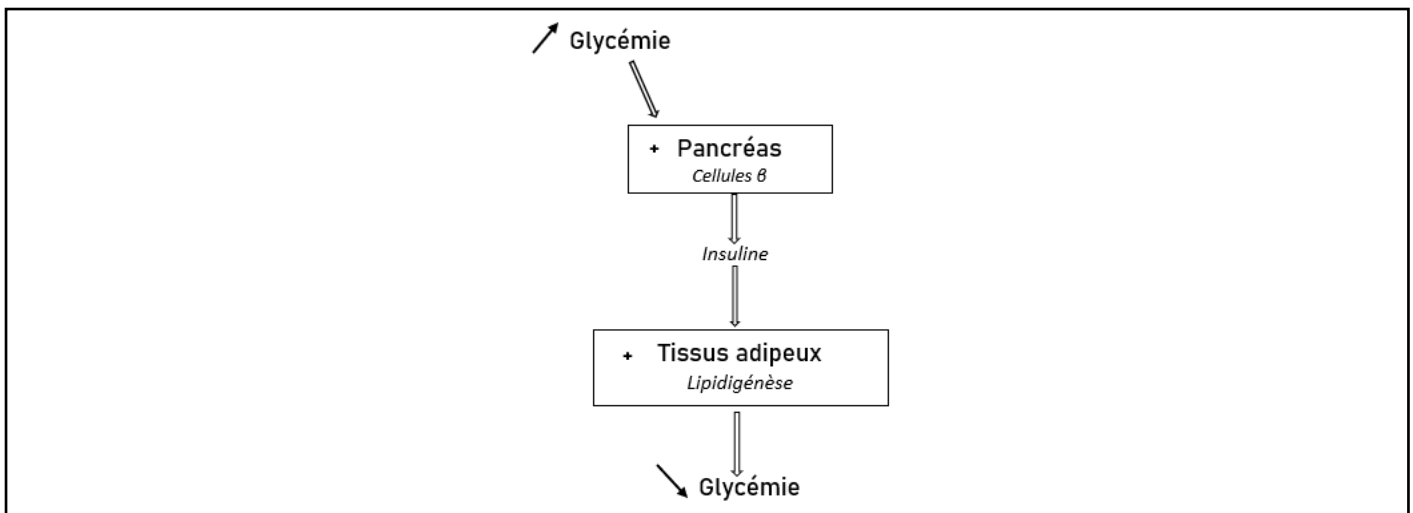 Glycémie
+ Pancréas
Cellules β
Insuline
+ Tissus adipeux
Lipidigénèse
Glycémie